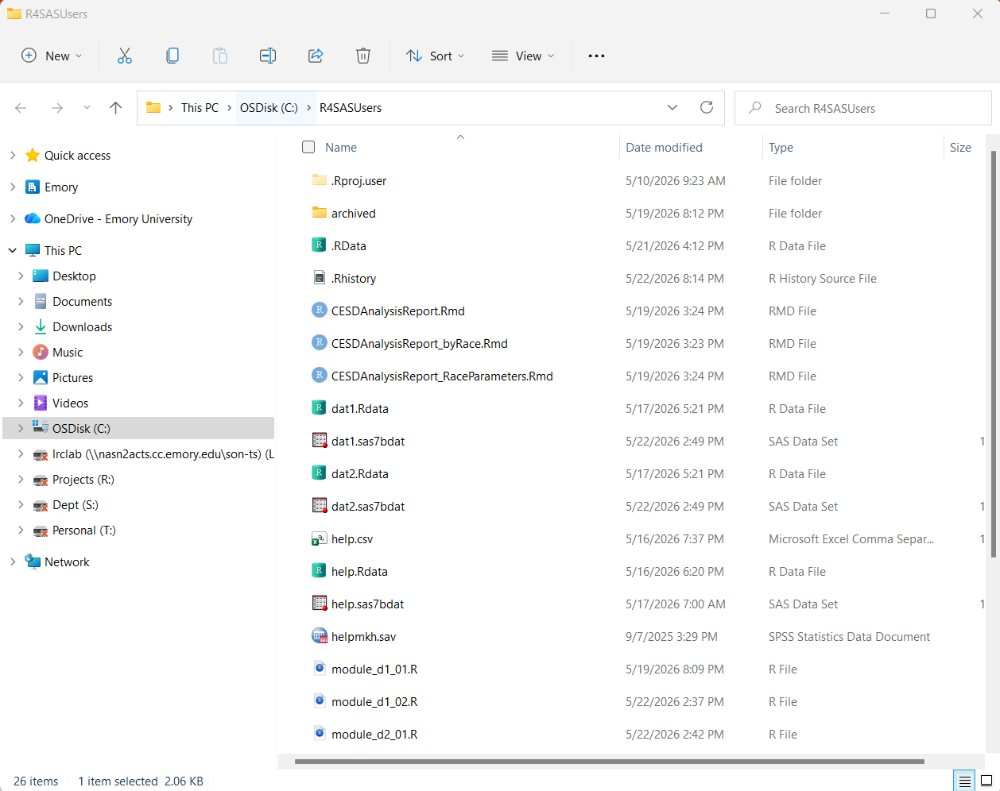 R4SASUsers
New
Sort
View
This PC
OSDisk (C:)
R4SASUsers
Search R4SASUsers
Quick access
Emory
OneDrive - Emory University
This PC
Desktop
Documents
Downloads
Music
Pictures
Videos
OSDisk (C:)
lrclab (\\nasn2acts.cc.emory.edu\son-ts) (L
Projects (R:)
Dept (S:)
Personal (T:)
Network
Name Date modified Type Size
.Rproj.user 5/10/2026 9:23 AM File folder
archived 5/19/2026 8:12 PM File folder
.RData 5/21/2026 4:12 PM R Data File
.Rhistory 5/22/2026 8:14 PM R History Source File
CESDAnalysisReport.Rmd 5/19/2026 3:24 PM RMD File
CESDAnalysisReport_byRace.Rmd 5/19/2026 3:23 PM RMD File
CESDAnalysisReport_RaceParameters.Rmd 5/19/2026 3:24 PM RMD File
dat1.Rdata 5/17/2026 5:21 PM R Data File
dat1.sas7bdat 5/22/2026 2:49 PM SAS Data Set 1
dat2.Rdata 5/17/2026 5:21 PM R Data File
dat2.sas7bdat 5/22/2026 2:49 PM SAS Data Set 1
help.csv 5/16/2026 7:37 PM Microsoft Excel Comma Separ... 1
help.Rdata 5/16/2026 6:20 PM R Data File
help.sas7bdat 5/17/2026 7:00 AM SAS Data Set 1
helpmkh.sav 9/7/2025 3:29 PM SPSS Statistics Data Document
module_d1_01.R 5/19/2026 8:09 PM R File
module_d1_02.R 5/22/2026 2:37 PM R File
module_d2_01.R 5/22/2026 2:42 PM R File
26 items 1 item selected 2.06 KB